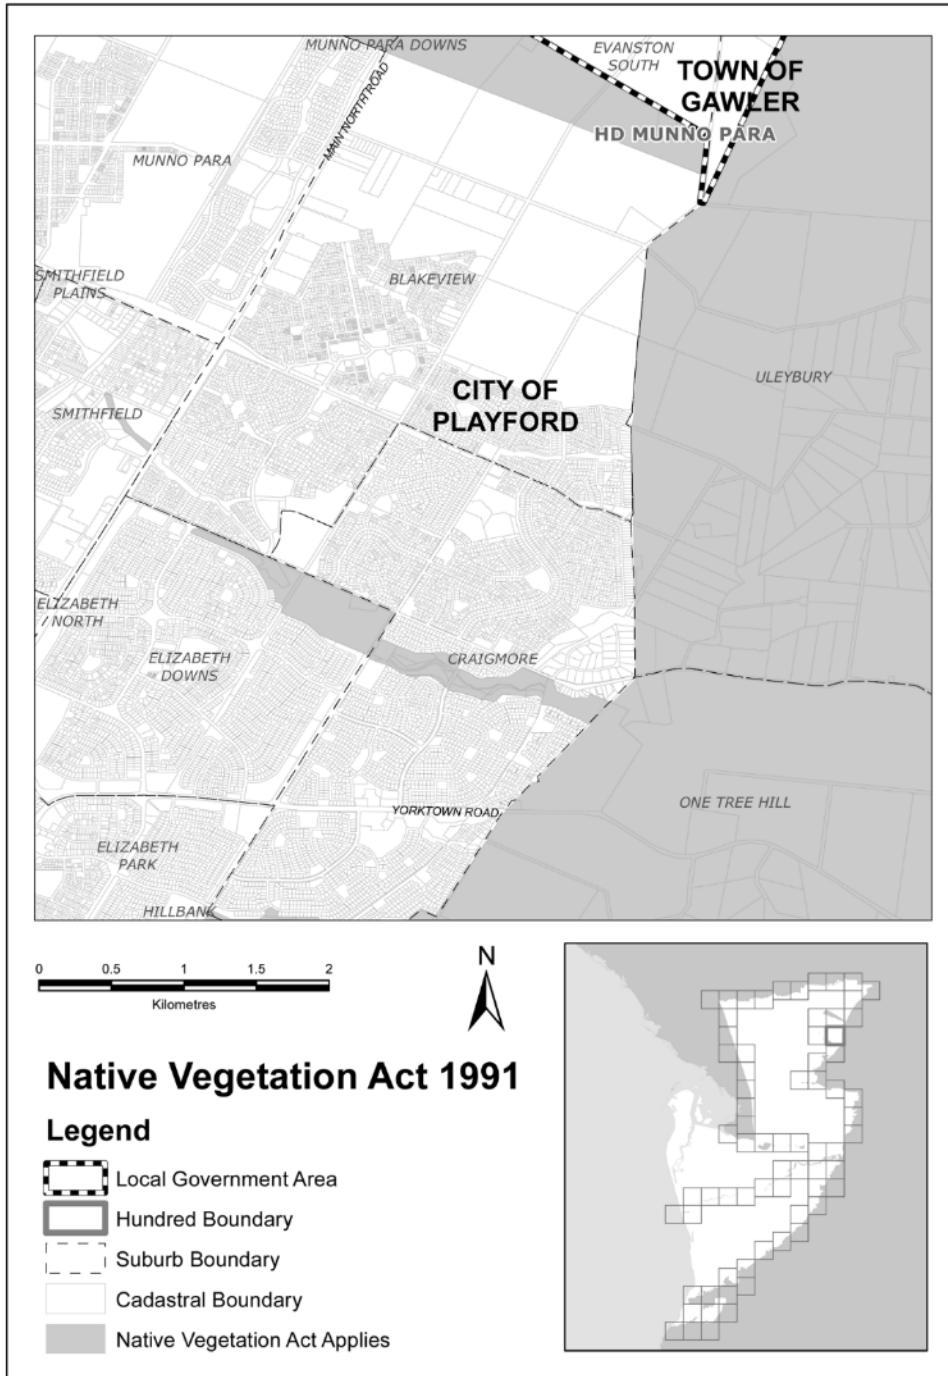 MUNNO PARA DOWNS
EVANSTON
SOUTH
TOWN OF
GAWLER
HD MUNNO PARA
MAIN NORTH ROAD
MUNNO PARA
SMITHFIELD
PLAINS
BLAKEVIEW
ULEYBURY
CITY OF
PLAYFORD
SMITHFIELD
ELIZABETH
NORTH
ELIZABETH
DOWNS
CRAIGMORE
ONE TREE HILL
YORKTOWN ROAD
ELIZABETH
PARK
HILLBANK
0 0.5 1 1.5 2
Kilometres
N
Native Vegetation Act 1991
Legend
Local Government Area
Hundred Boundary
Suburb Boundary
Cadastral Boundary
Native Vegetation Act Applies